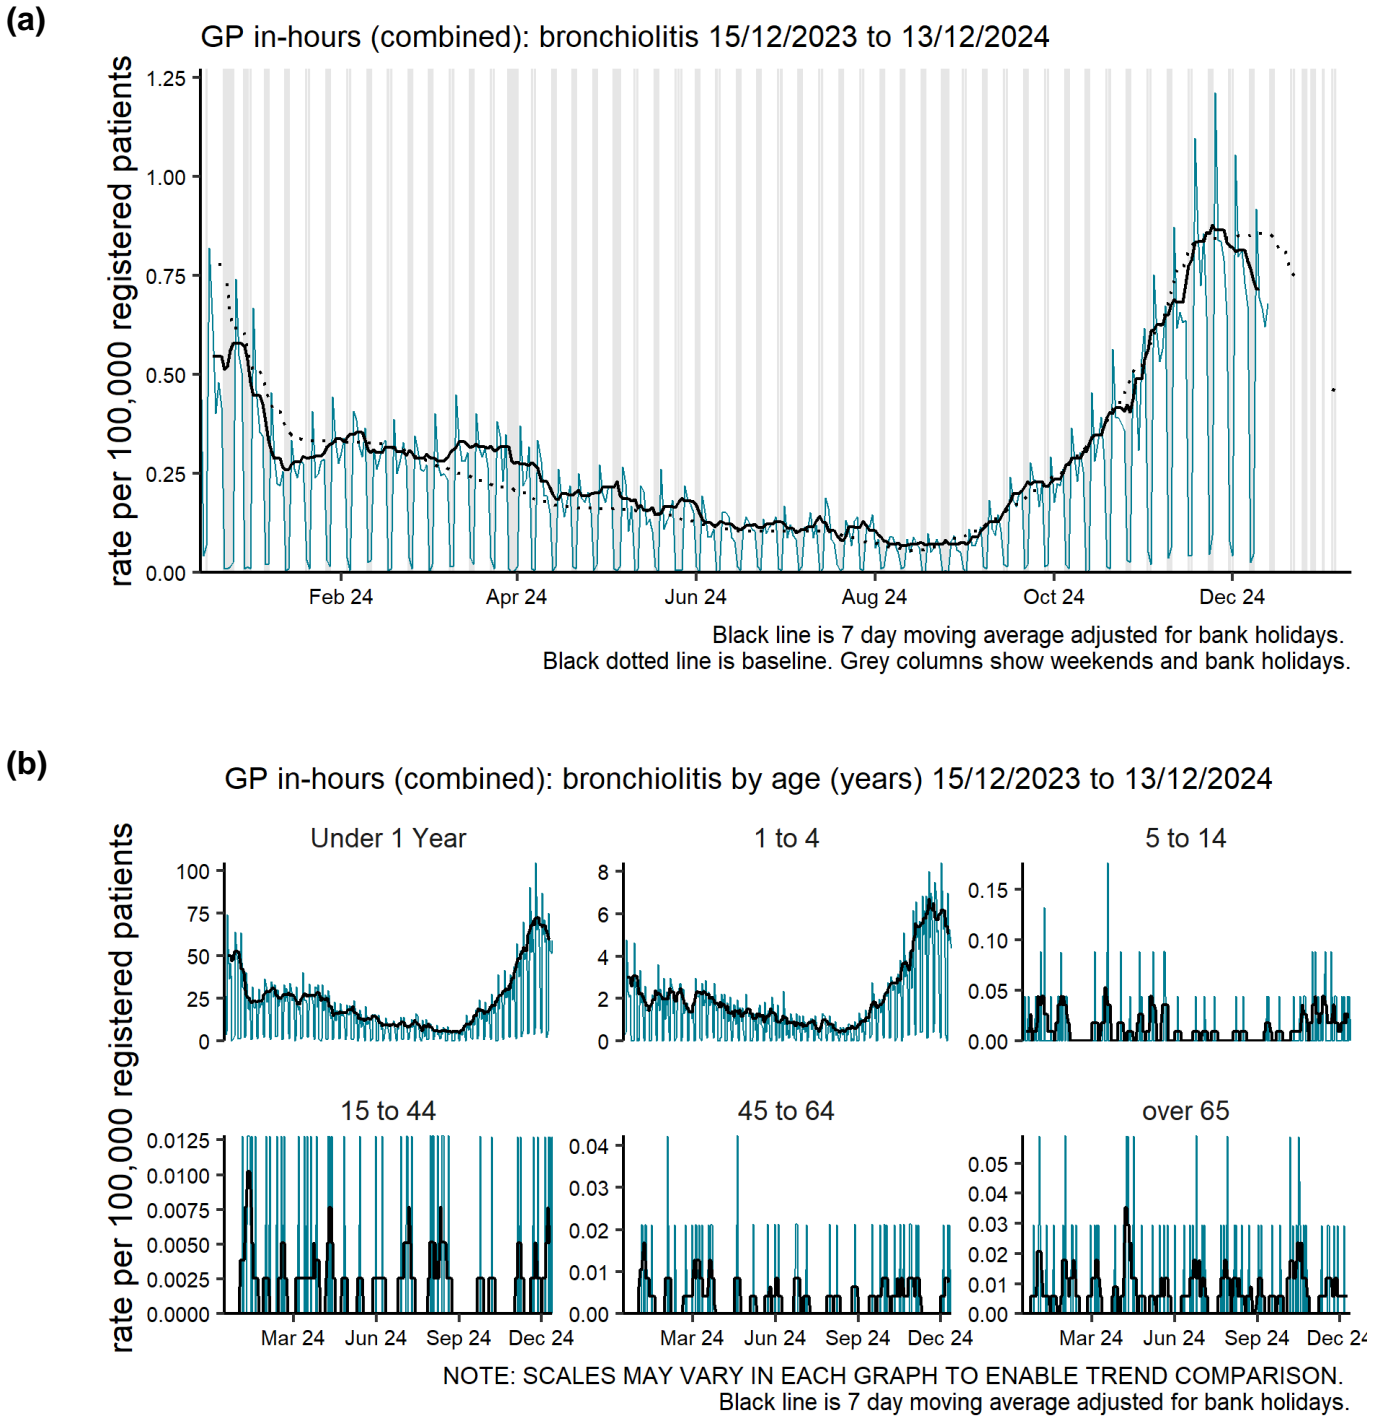 (a)
GP in-hours (combined): bronchiolitis 15/12/2023 to 13/12/2024
rate per 100,000 registered patients
1.25
1.00
0.75
0.50
0.25
0.00
Feb 24 Apr 24 Jun 24 Aug 24 Oct 24 Dec 24
Black line is 7 day moving average adjusted for bank holidays.
Black dotted line is baseline. Grey columns show weekends and bank holidays.
(b)
GP in-hours (combined): bronchiolitis by age (years) 15/12/2023 to 13/12/2024
rate per 100,000 registered patients
Under 1 Year
100
75
50
25
0
1 to 4
8
6
4
2
0
5 to 14
0.15
0.10
0.05
0.00
15 to 44
0.0125
0.0100
0.0075
0.0050
0.0025
0.0000
Mar 24 Jun 24 Sep 24 Dec 24
45 to 64
0.04
0.03
0.02
0.01
0.00
Mar 24 Jun 24 Sep 24 Dec 24
over 65
0.05
0.04
0.03
0.02
0.01
0.00
Mar 24 Jun 24 Sep 24 Dec 24
NOTE: SCALES MAY VARY IN EACH GRAPH TO ENABLE TREND COMPARISON.
Black line is 7 day moving average adjusted for bank holidays.